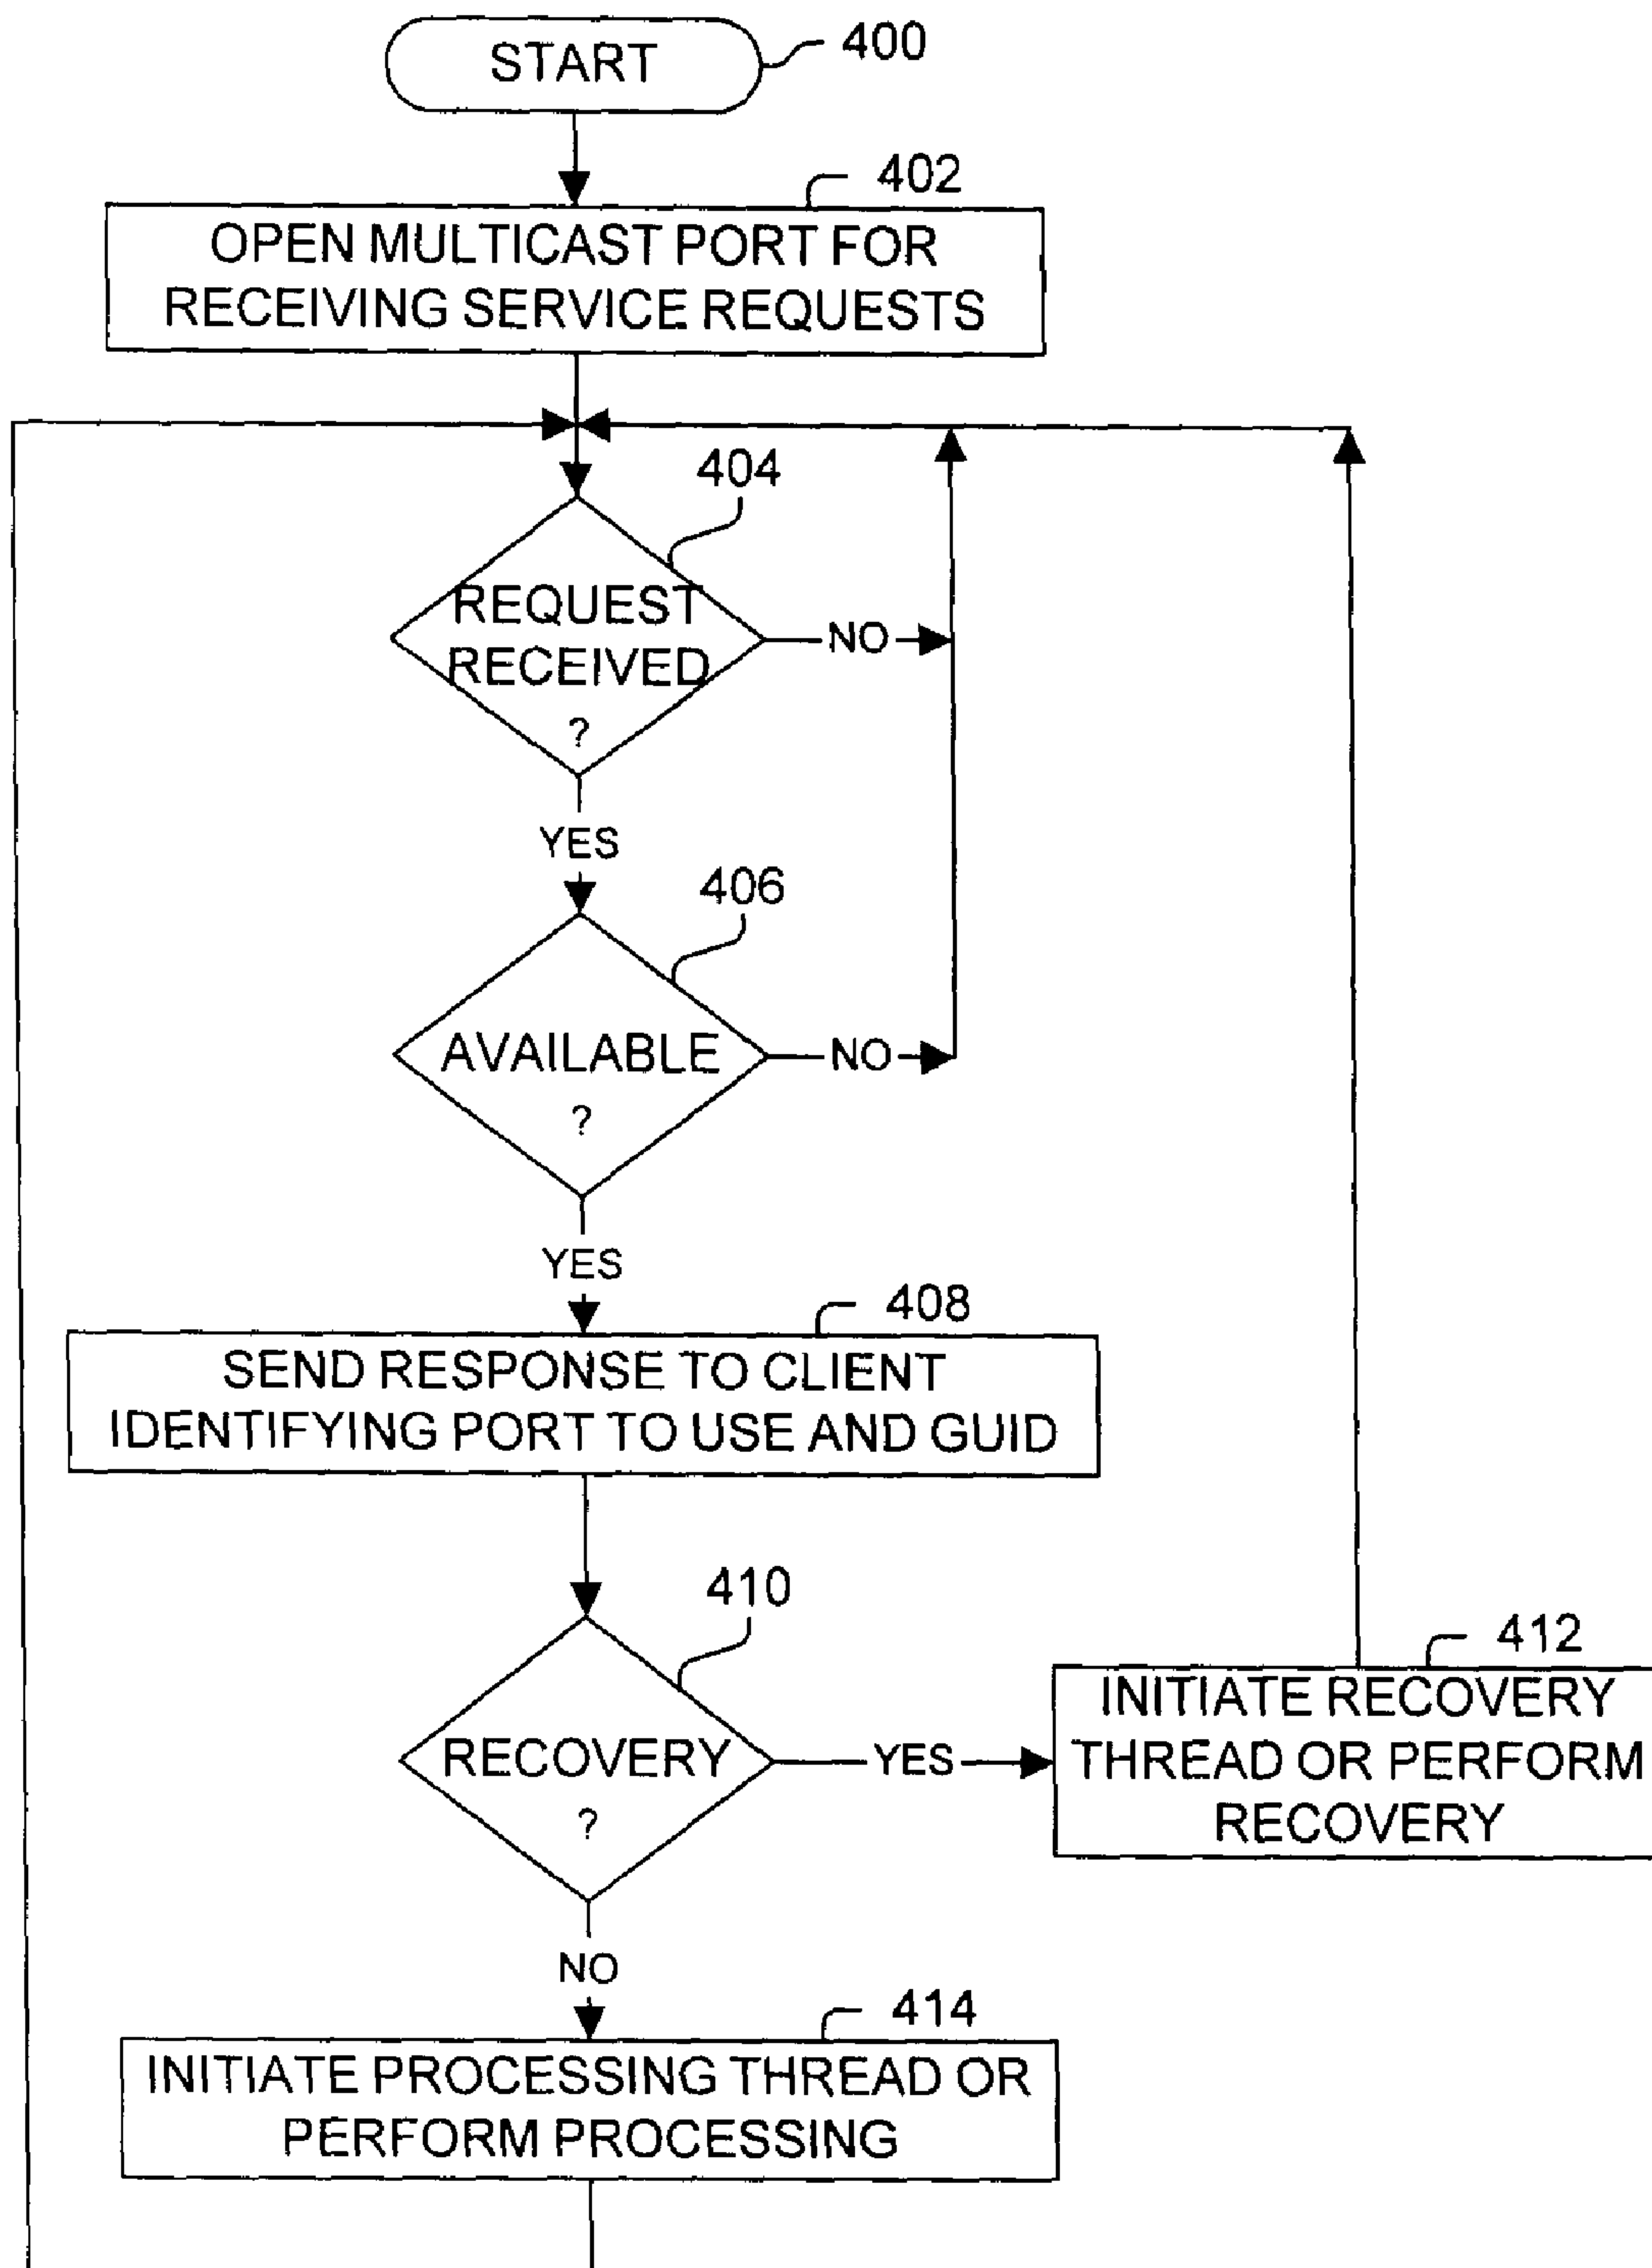 START
400
402
OPEN MULTICAST PORT FOR
RECEIVING SERVICE REQUESTS
404
REQUEST
RECEIVED
?
NO
YES
406
AVAILABLE
?
NO
YES
408
SEND RESPONSE TO CLIENT
IDENTIFYING PORT TO USE AND GUID
410
RECOVERY
?
YES
412
INITIATE RECOVERY
THREAD OR PERFORM
RECOVERY
NO
414
INITIATE PROCESSING THREAD OR
PERFORM PROCESSING